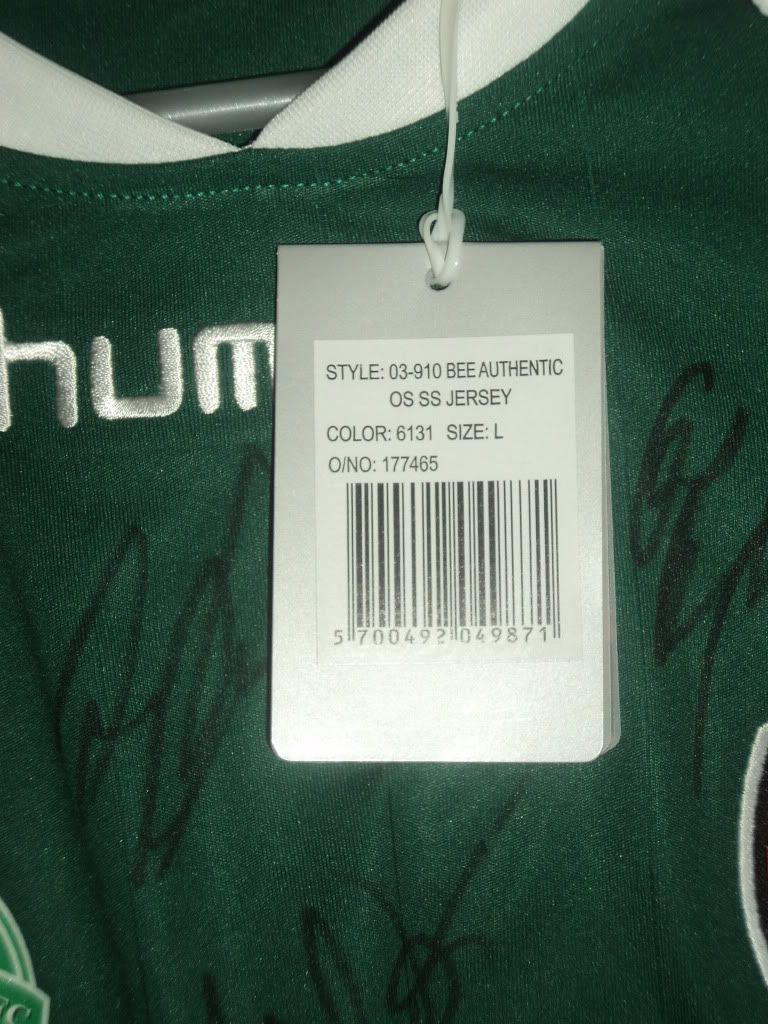 STYLE: 03-910 BEE AUTHENTIC
OS SS JERSEY
COLOR: 6131 SIZE: L
O/NO: 177465
5 700492 049871
hum